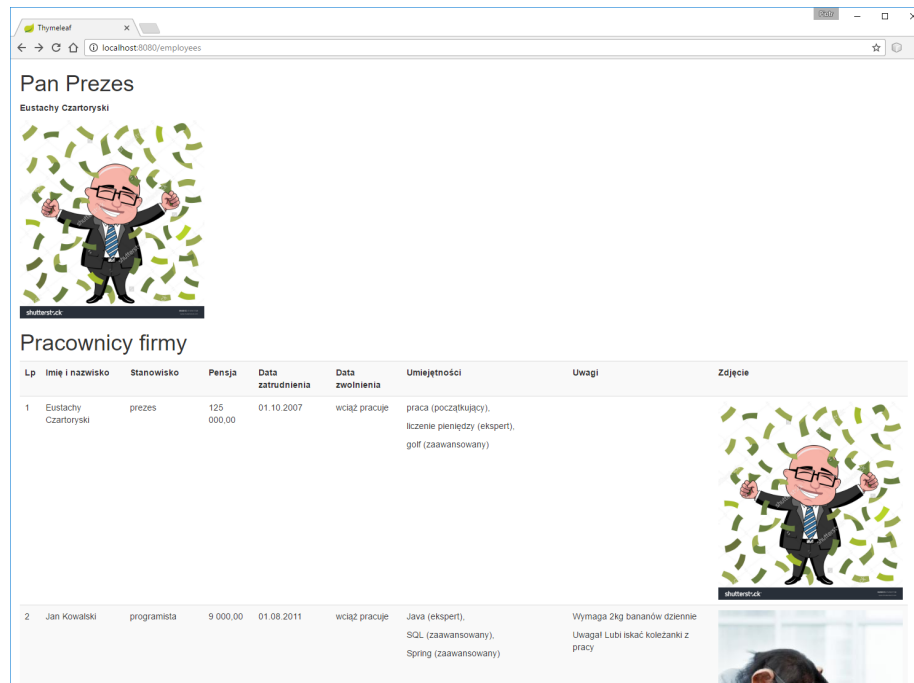 Thymeleaf
Piotr
localhost:8080/employees
Pan Prezes
Eustachy Czartoryski
shutterstock
Pracownicy firmy
Lp Imię i nazwisko Stanowisko Pensja Data zatrudnienia Data zwolnienia Umiejętności Uwagi Zdjęcie
1 Eustachy Czartoryski prezes 125 000,00 01.10.2007 wciąż pracuje praca (początkujący),
liczenie pieniędzy (ekspert),
golf (zaawansowany)
shutterstock
2 Jan Kowalski programista 9 000,00 01.08.2011 wciąż pracuje Java (ekspert), Wymaga 2kg bananów dziennie
SQL (zaawansowany), Uwaga! Lubi iskać koleżanki z
pracy
Spring (zaawansowany)